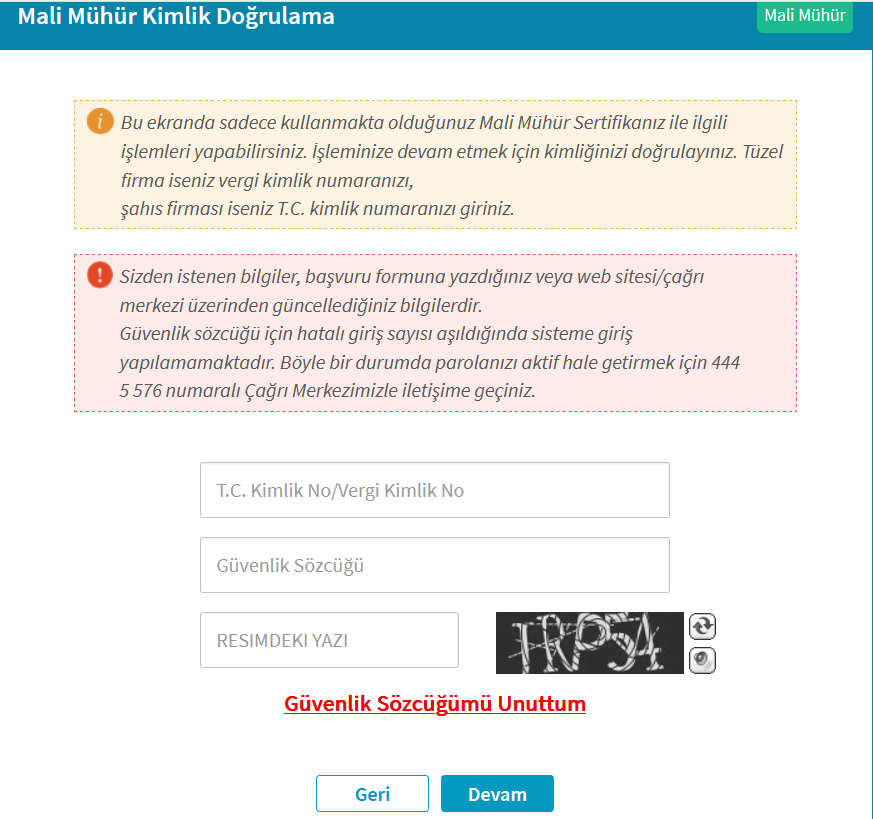 Mali Mühür Kimlik Doğrulama
Mali Mühür
Bu ekranda sadece kullanmakta olduğunuz Mali Mühür Sertifikanız ile ilgili
işlemleri yapabilirsiniz. İşleminize devam etmek için kimliğinizi doğrulayınız. Tüzel
firma iseniz vergi kimlik numaranızı,
şahıs firması iseniz T.C. kimlik numaranızı giriniz.
Sizden istenen bilgiler, başvuru formuna yazdığınız veya web sitesi/çağrı
merkezi üzerinden güncellediğiniz bilgilerdir.
Güvenlik sözcüğü için hatalı giriş sayısı aşıldığında sisteme giriş
yapılamamaktadır. Böyle bir durumda parolanızı aktif hale getirmek için 444
5 576 numaralı Çağrı Merkezimizle iletişime geçiniz.
T.C. Kimlik No/Vergi Kimlik No
Güvenlik Sözcüğü
RESIMDEKI YAZI
Güvenlik Sözcüğümü Unuttum
Geri
Devam